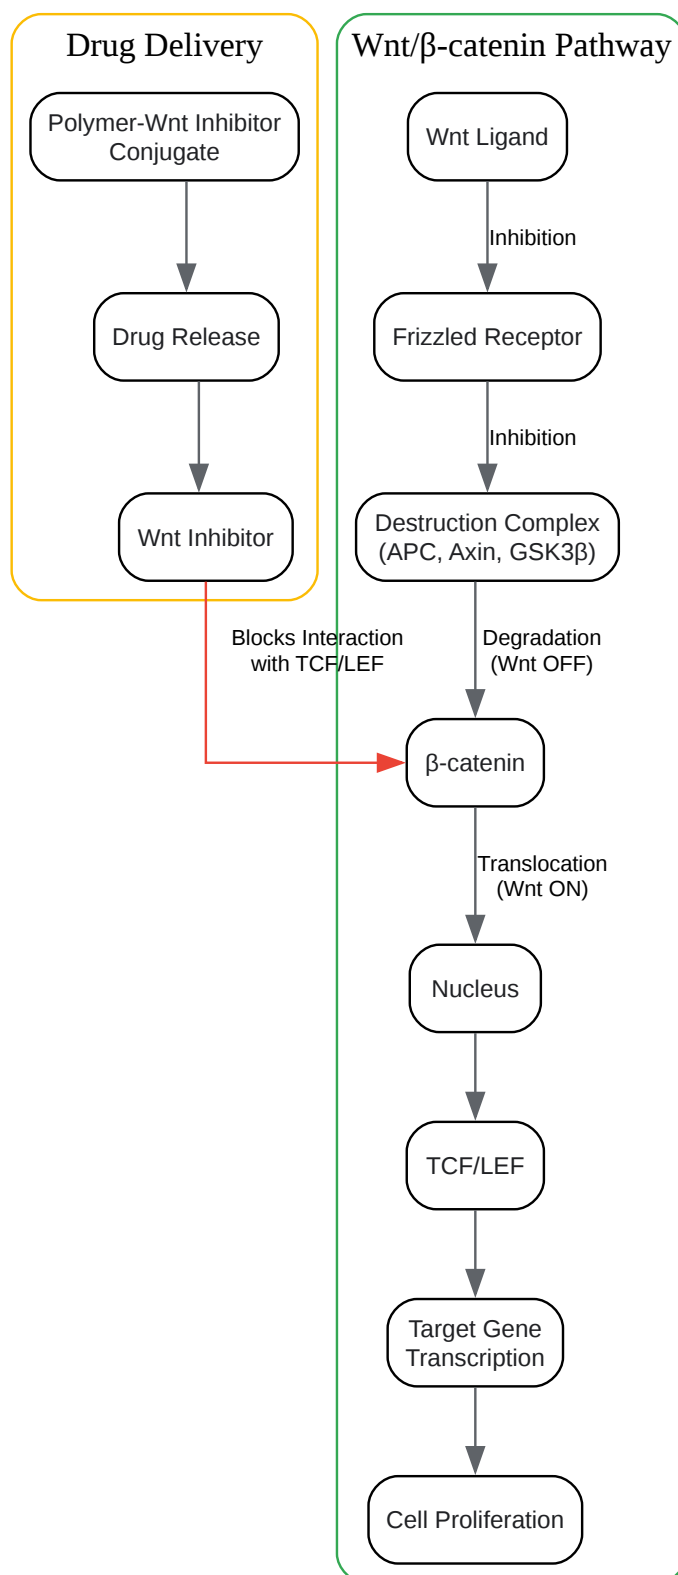 Drug Delivery
Polymer-Wnt Inhibitor
Conjugate
Drug Release
Wnt Inhibitor
Blocks Interaction
with TCF/LEF
Wnt/β-catenin Pathway
Wnt Ligand
Inhibition
Frizzled Receptor
Inhibition
Destruction Complex
(APC, Axin, GSK3β)
Degradation
(Wnt OFF)
β-catenin
Translocation
(Wnt ON)
Nucleus
TCF/LEF
Target Gene
Transcription
Cell Proliferation